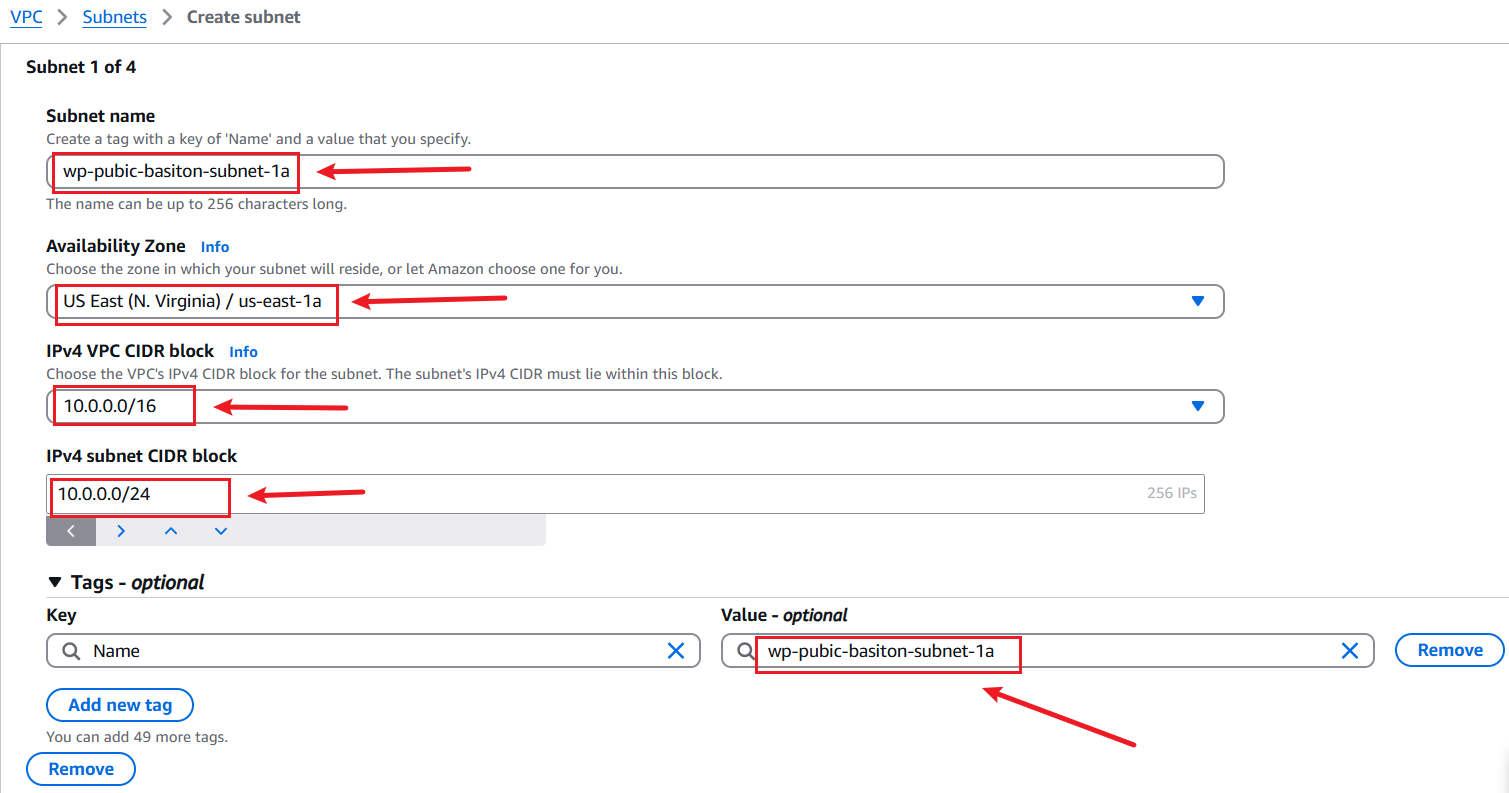 VPC > Subnets > Create subnet
Subnet 1 of 4
Subnet name
Create a tag with a key of 'Name' and a value that you specify.
wp-pubic-basiton-subnet-1a
The name can be up to 256 characters long.
Availability Zone Info
Choose the zone in which your subnet will reside, or let Amazon choose one for you.
US East (N. Virginia) / us-east-1a
IPv4 VPC CIDR block Info
Choose the VPC's IPv4 CIDR block for the subnet. The subnet's IPv4 CIDR must lie within this block.
10.0.0.0/16
IPv4 subnet CIDR block
10.0.0.0/24 256 IPs
Tags - optional
Key Value - optional
Name wp-pubic-basiton-subnet-1a Remove
Add new tag
You can add 49 more tags.
Remove